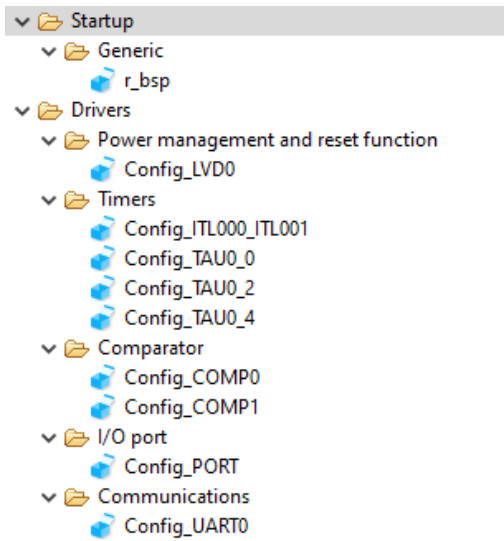 Startup
Generic
r_bsp
Drivers
Power management and reset function
Config_LVD0
Timers
Config_ITL000_ITL001
Config_TAU0_0
Config_TAU0_2
Config_TAU0_4
Comparator
Config_COMP0
Config_COMP1
I/O port
Config_PORT
Communications
Config_UART0